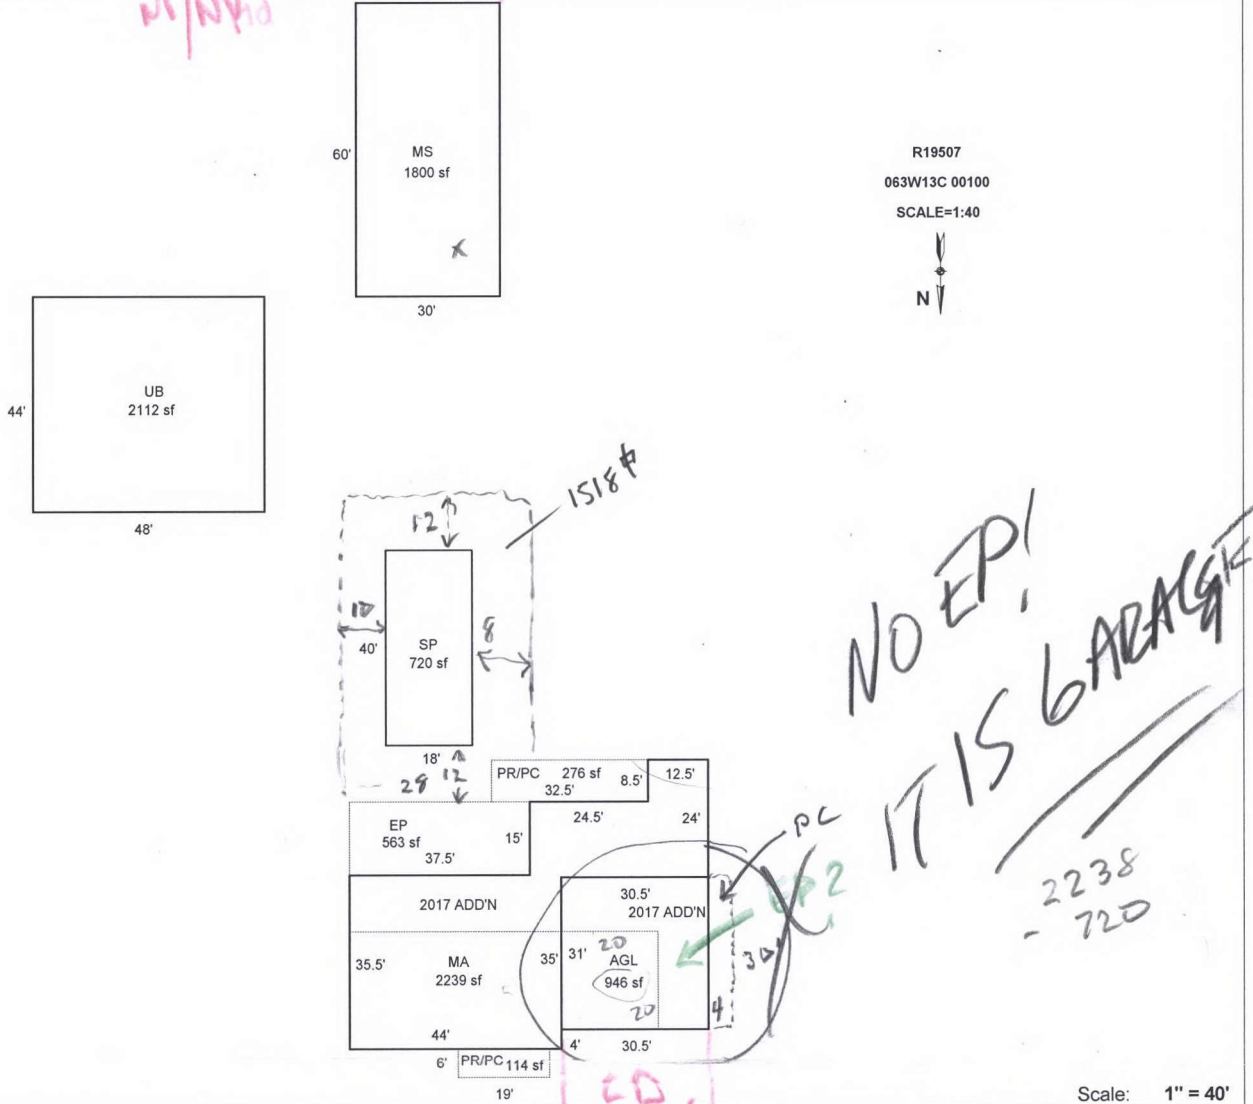 MS
1800 sf
60'
30'
R19507
063W13C 00100
SCALE=1:40
N
UB
2112 sf
44'
48'
1518
12
10
8
40'
SP
720 sf
18'
12
28
NO EP!
IT IS GARAGE
2238
- 720
PR/PC 276 sf
32.5'
8.5'
12.5'
EP
563 sf
37.5'
15'
24.5'
24'
PC
EP2
30.5'
2017 ADD'N
2017 ADD'N
35.5'
MA
2239 sf
35'
31'
20
AGL
946 sf
20
4
44'
4'
30.5'
6'
PR/PC 114 sf
19'
Scale: 1" = 40'